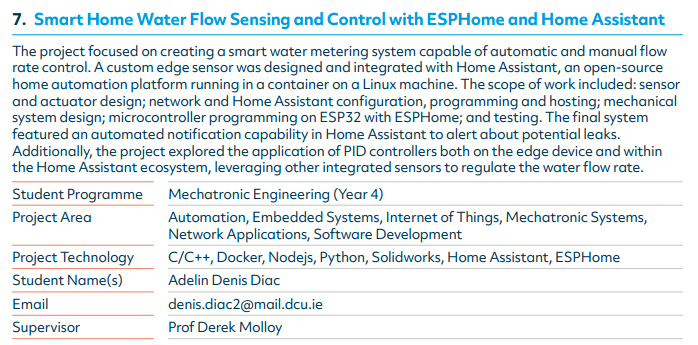 7. Smart Home Water Flow Sensing and Control with ESPHome and Home Assistant
The project focused on creating a smart water metering system capable of automatic and manual flow
rate control. A custom edge sensor was designed and integrated with Home Assistant, an open-source
home automation platform running in a container on a Linux machine. The scope of work included: sensor
and actuator design; network and Home Assistant configuration, programming and hosting; mechanical
system design; microcontroller programming on ESP32 with ESPHome; and testing. The final system
featured an automated notification capability in Home Assistant to alert about potential leaks.
Additionally, the project explored the application of PID controllers both on the edge device and within
the Home Assistant ecosystem, leveraging other integrated sensors to regulate the water flow rate.
Student Programme Mechatronic Engineering (Year 4)
Project Area Automation, Embedded Systems, Internet of Things, Mechatronic Systems,
Network Applications, Software Development
Project Technology C/C++, Docker, Nodejs, Python, Solidworks, Home Assistant, ESPHome
Student Name(s) Adelin Denis Diac
Email denis.diac2@mail.dcu.ie
Supervisor Prof Derek Molloy